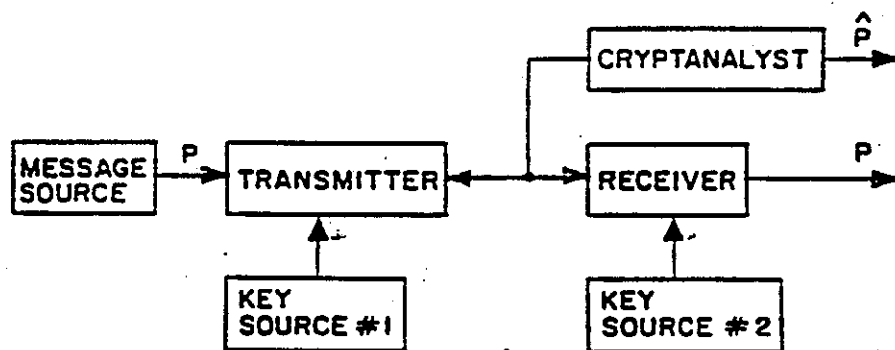 P̂
CRYPTANALYST
P
P
MESSAGE
SOURCE
TRANSMITTER
RECEIVER
KEY
SOURCE #1
KEY
SOURCE #2